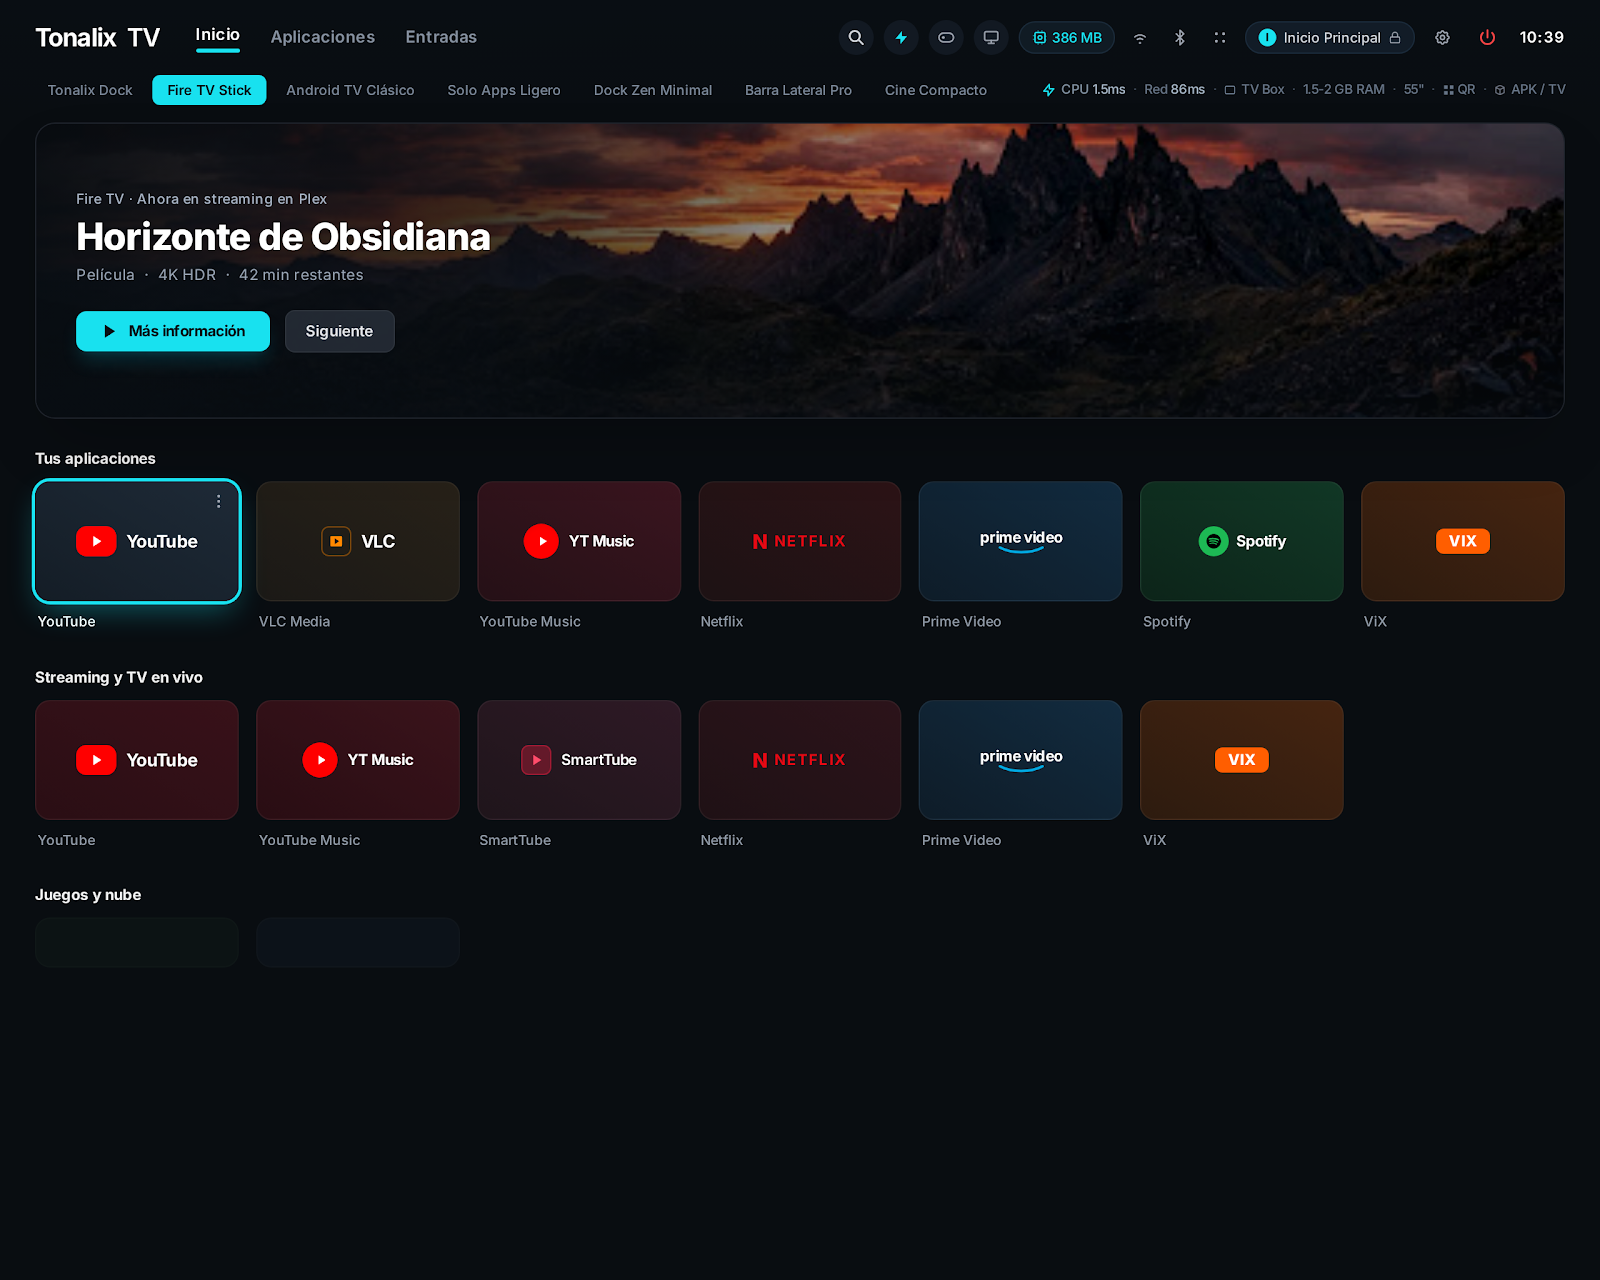 Tonalix TV
Inicio
Aplicaciones
Entradas
386 MB
I
Inicio Principal
10:39
Tonalix Dock
Fire TV Stick
Android TV Clásico
Solo Apps Ligero
Dock Zen Minimal
Barra Lateral Pro
Cine Compacto
CPU 1.5ms · Red 86ms · TV Box · 1.5-2 GB RAM · 55" · QR · APK / TV
Fire TV · Ahora en streaming en Plex
Horizonte de Obsidiana
Película · 4K HDR · 42 min restantes
Más información
Siguiente
Tus aplicaciones
YouTube
VLC
YT Music
N NETFLIX
prime video
Spotify
VIX
YouTube
VLC Media
YouTube Music
Netflix
Prime Video
Spotify
ViX
Streaming y TV en vivo
YouTube
YT Music
SmartTube
N NETFLIX
prime video
VIX
YouTube
YouTube Music
SmartTube
Netflix
Prime Video
ViX
Juegos y nube